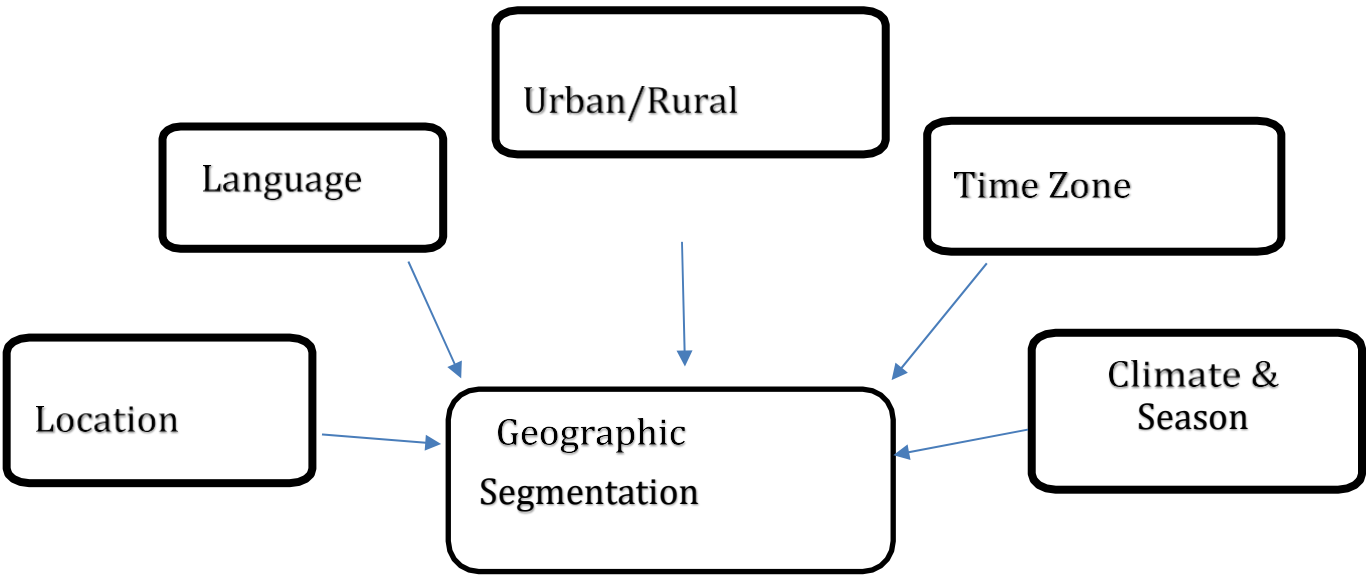 Urban/Rural
Language
Time Zone
Location
Climate &
Season
Geographic
Segmentation